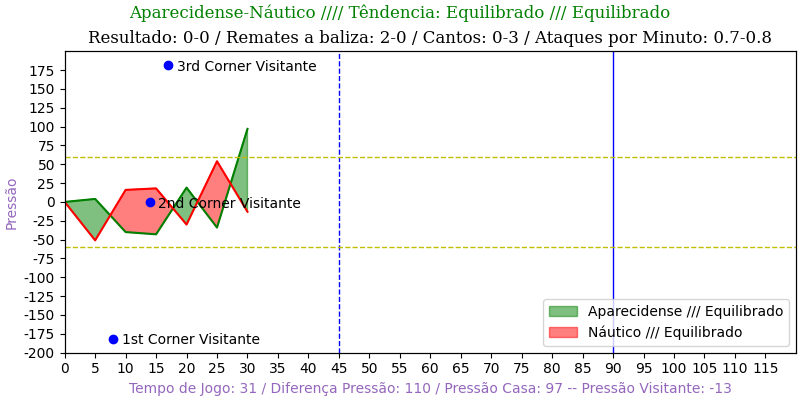 Aparecidense-Náutico //// Têndencia: Equilibrado /// Equilibrado
Resultado: 0-0 / Remates a baliza: 2-0 / Cantos: 0-3 / Ataques por Minuto: 0.7-0.8
Pressão
175
150
125
100
75
50
25
0
-25
-50
-75
-100
-125
-150
-175
-200
3rd Corner Visitante
2nd Corner Visitante
1st Corner Visitante
Aparecidense /// Equilibrado
Náutico /// Equilibrado
0 5 10 15 20 25 30 35 40 45 50 55 60 65 70 75 80 85 90 95 100 105 110 115
Tempo de Jogo: 31 / Diferença Pressão: 110 / Pressão Casa: 97 -- Pressão Visitante: -13